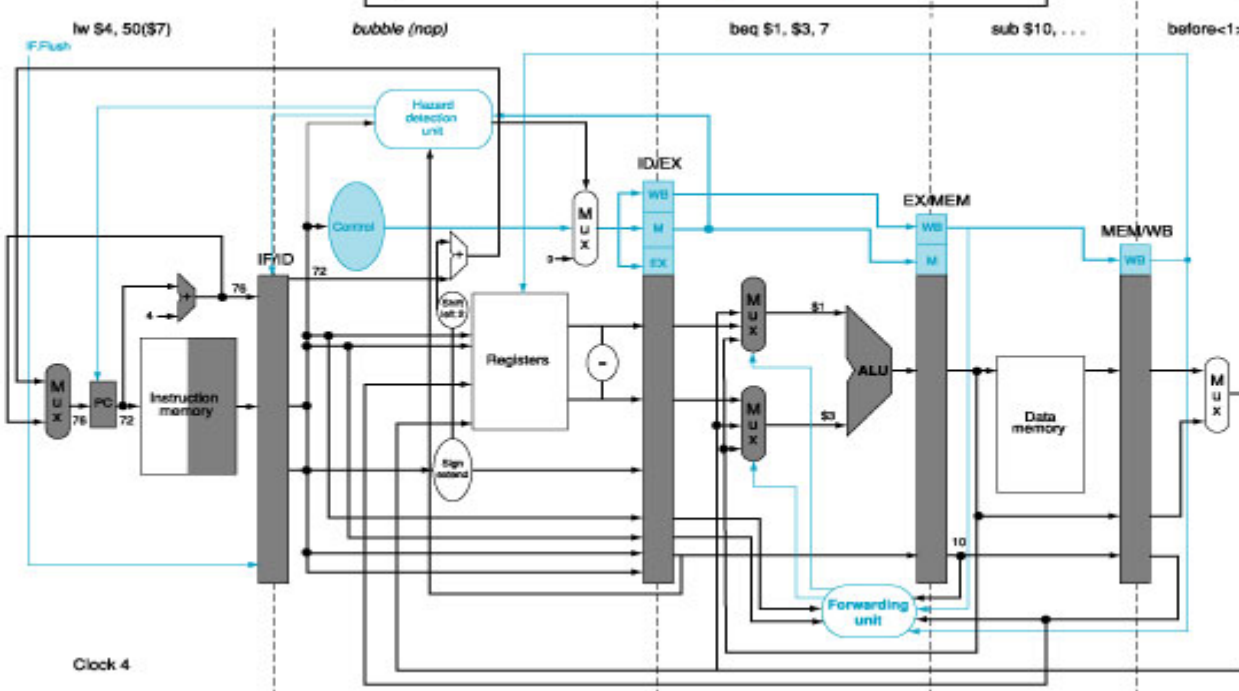 lw $4, 50($7)
bubble (nop)
beq $1, $3, 7
sub $10, . . .
before<1>
IF.Flush
Hazard
detection
unit
ID/EX
WB
M
EX
Control
M
u
x
0
EX/MEM
WB
M
MEM/WB
WB
IF/ID
72
76
4
+
+
Shift
left 2
Registers
=
M
u
x
$1
ALU
M
u
x
PC
76
72
Instruction
memory
M
u
x
$3
Data
memory
M
u
x
Sign
extend
10
Forwarding
unit
Clock 4